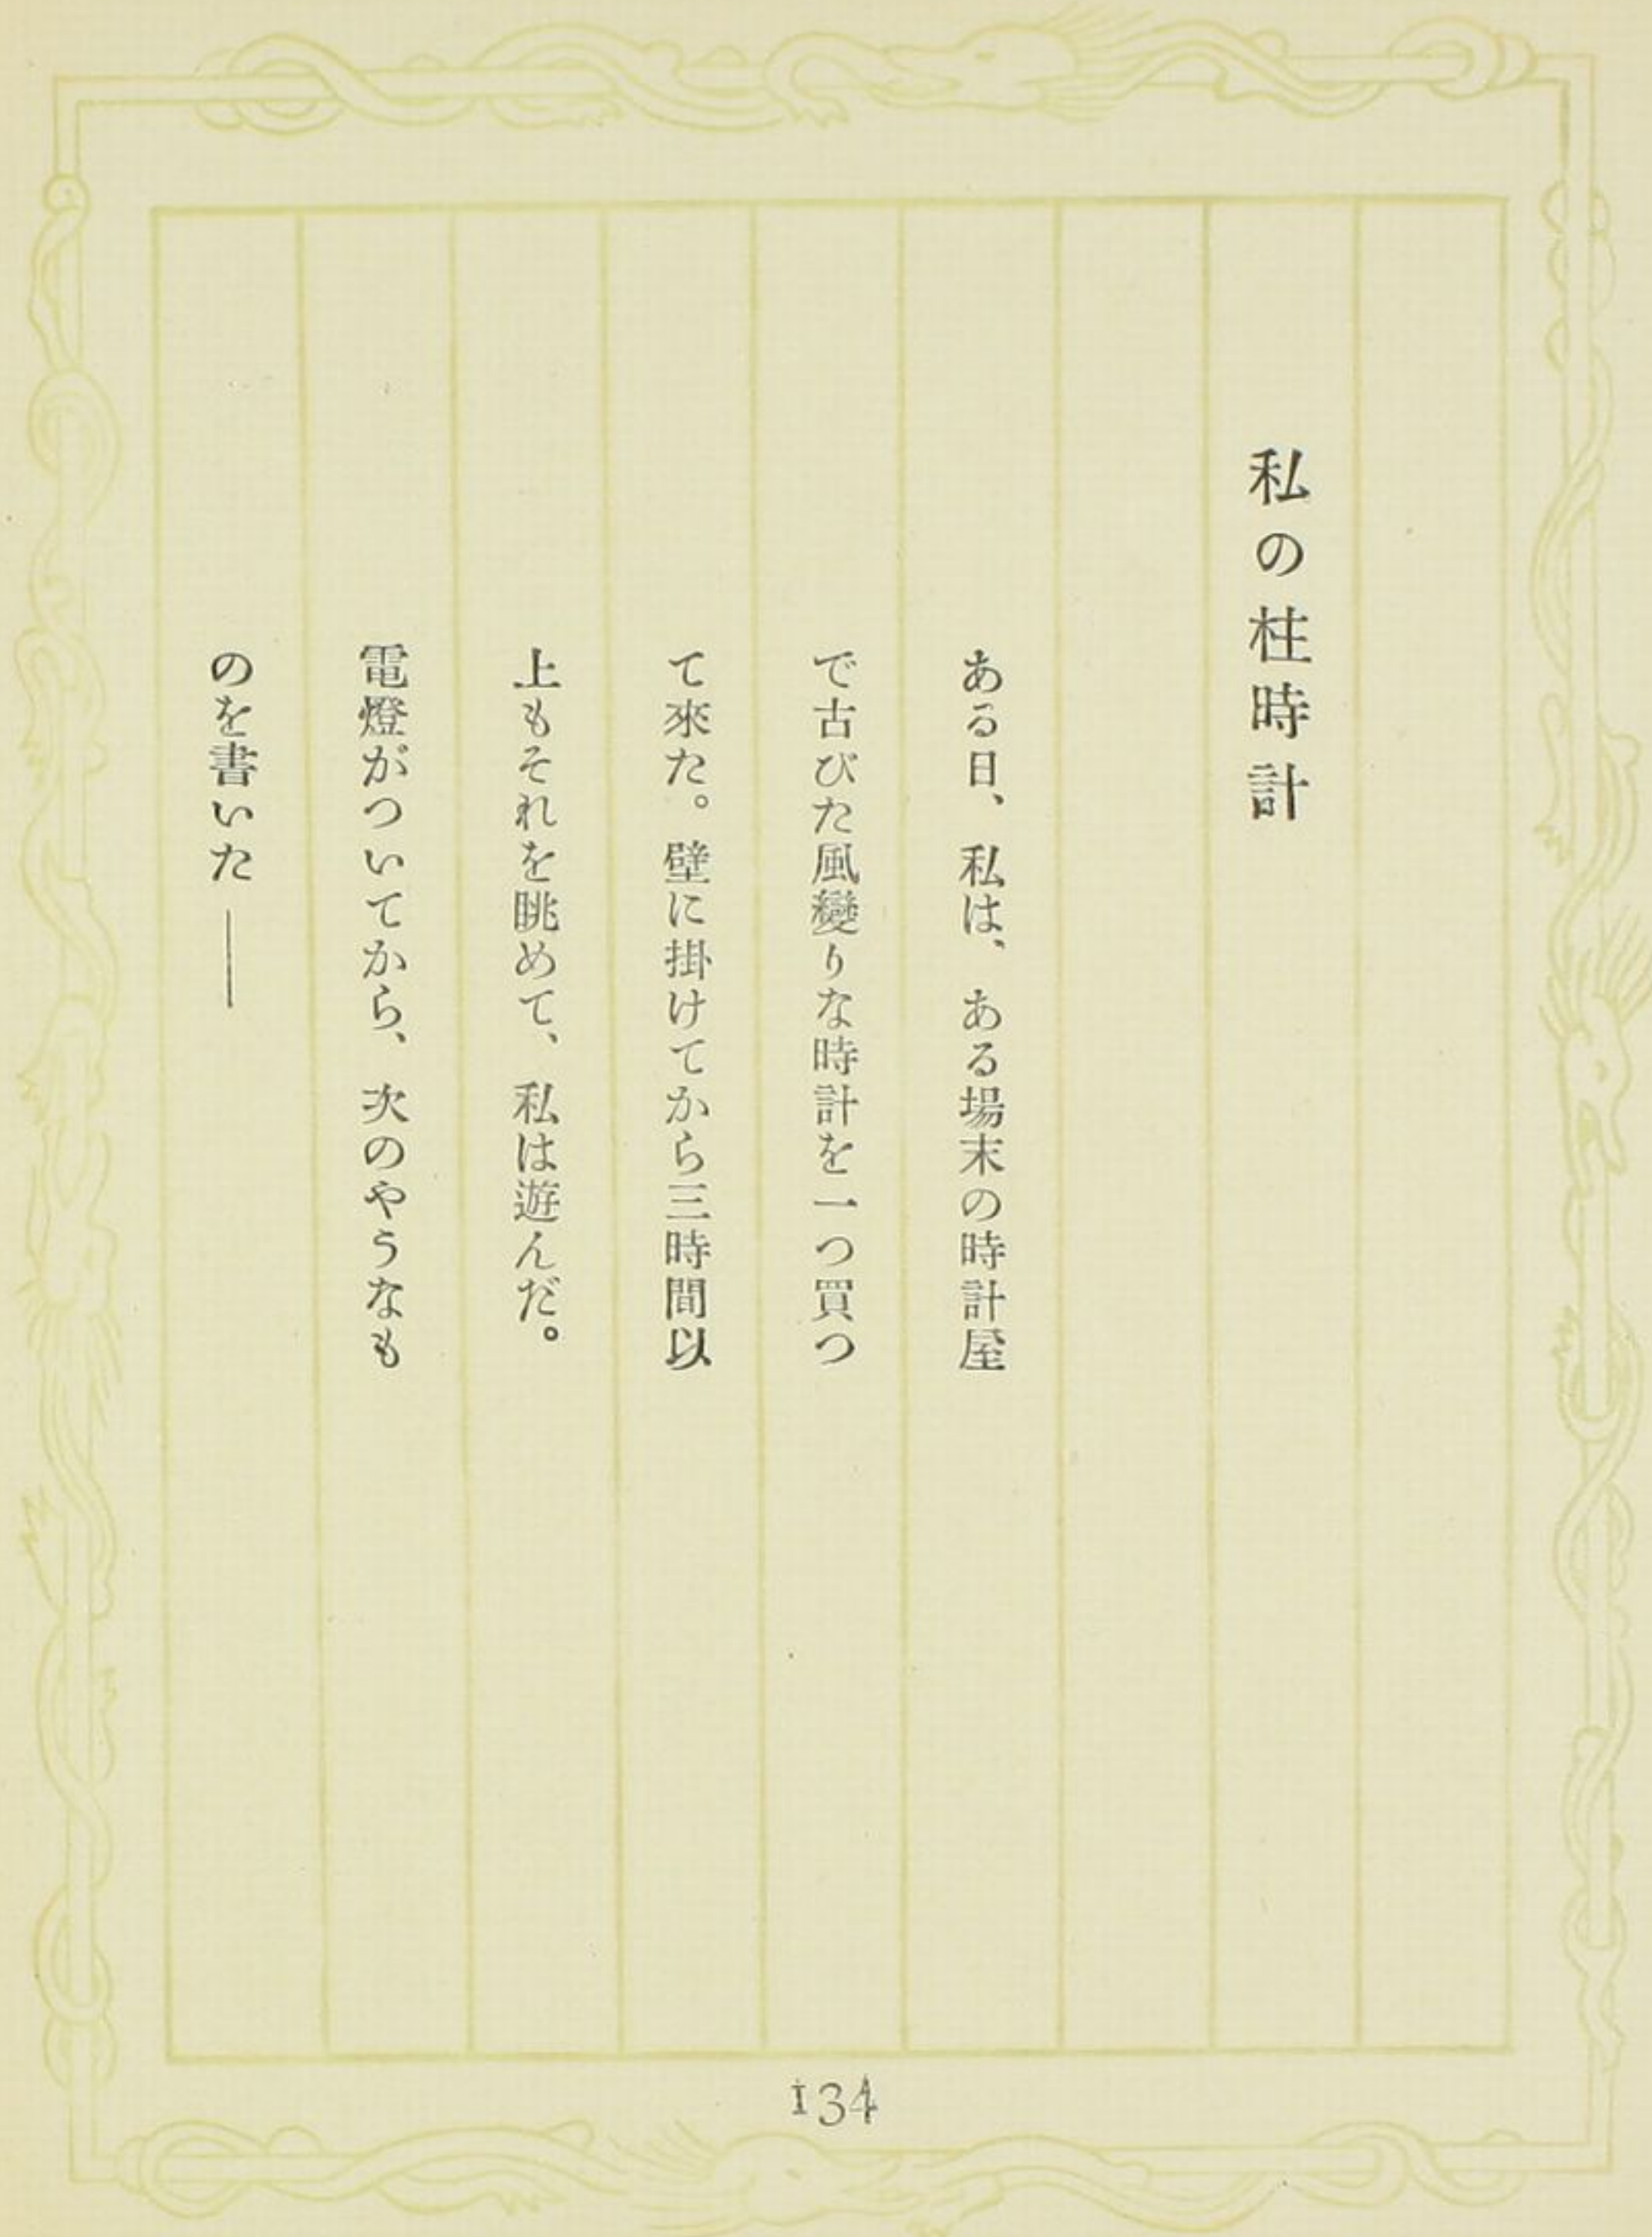 私の柱時計
ある日、私は、ある場末の時計屋
で古びた風變りな時計を一つ買つ
て來た。壁に掛けてから三時間以
上もそれを眺めて、私は遊んだ。
電燈がついてから、次のやうなも
のを書いた――
134